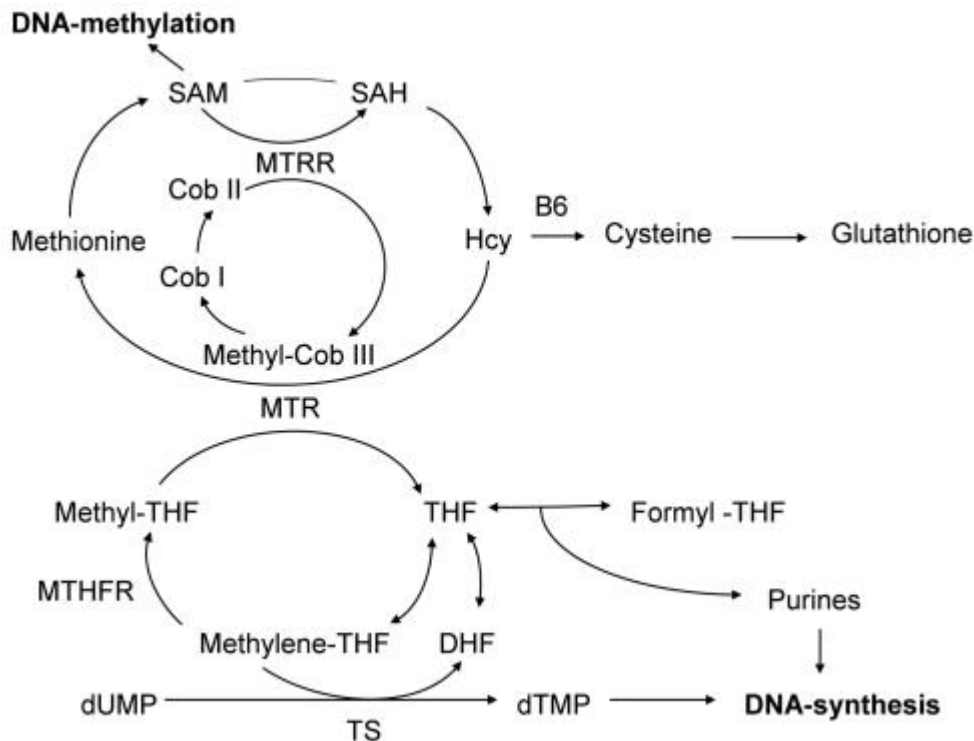 DNA-methylation
SAM
SAH
MTRR
Cob II
B6
Methionine
Hcy
Cysteine
Glutathione
Cob I
Methyl-Cob III
MTR
Methyl-THF
THF
Formyl -THF
MTHFR
Purines
Methylene-THF
DHF
dUMP
dTMP
DNA-synthesis
TS